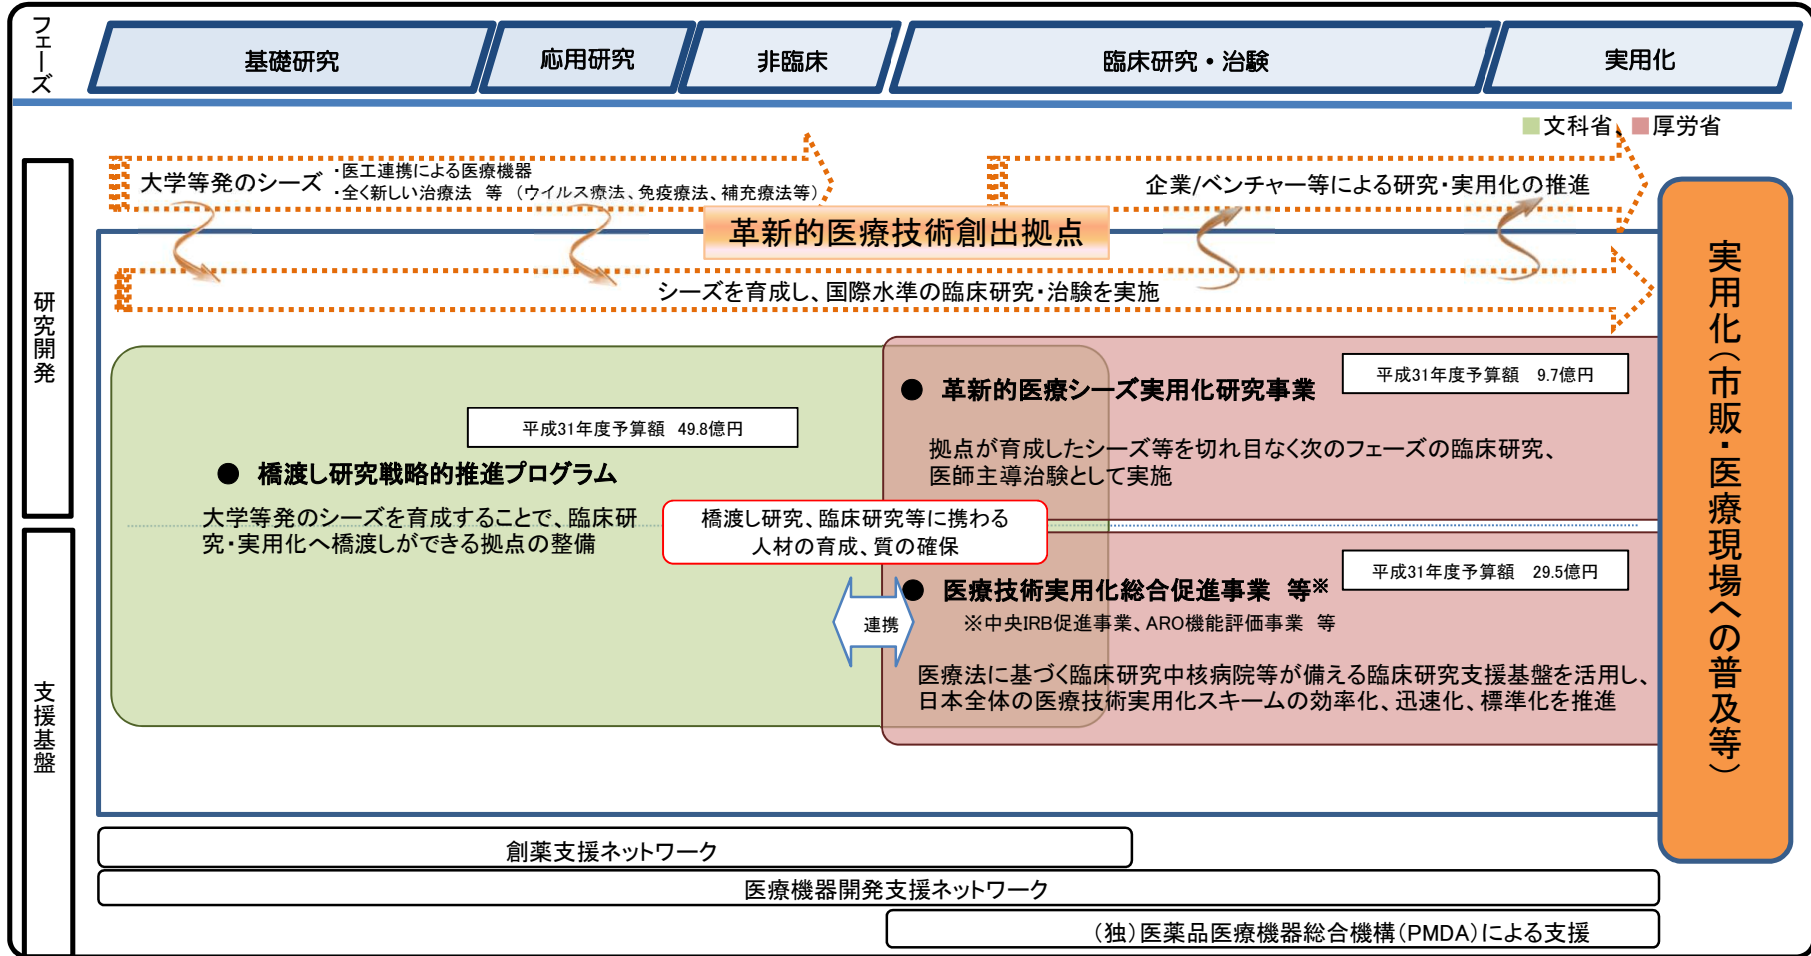 フェーズ
基礎研究
応用研究
非臨床
臨床研究・治験
実用化
文科省、
厚労省
研究開発
大学等発のシーズ
・医工連携による医療機器
・全く新しい治療法 等 (ウイルス療法、免疫療法、補充療法等)
企業/ベンチャー等による研究・実用化の推進
革新的医療技術創出拠点
シーズを育成し、国際水準の臨床研究・治験を実施
平成31年度予算額 49.8億円
● 橋渡し研究戦略的推進プログラム
大学等発のシーズを育成することで、臨床研
究・実用化へ橋渡しができる拠点の整備
平成31年度予算額 9.7億円
● 革新的医療シーズ実用化研究事業
拠点が育成したシーズ等を切れ目なく次のフェーズの臨床研究、
医師主導治験として実施
橋渡し研究、臨床研究等に携わる
人材の育成、質の確保
連携
平成31年度予算額 29.5億円
● 医療技術実用化総合促進事業 等※
※中央IRB促進事業、ARO機能評価事業 等
医療法に基づく臨床研究中核病院等が備える臨床研究支援基盤を活用し、
日本全体の医療技術実用化スキームの効率化、迅速化、標準化を推進
実用化(市販・医療現場への普及等)
支援基盤
創薬支援ネットワーク
医療機器開発支援ネットワーク
(独)医薬品医療機器総合機構(PMDA)による支援